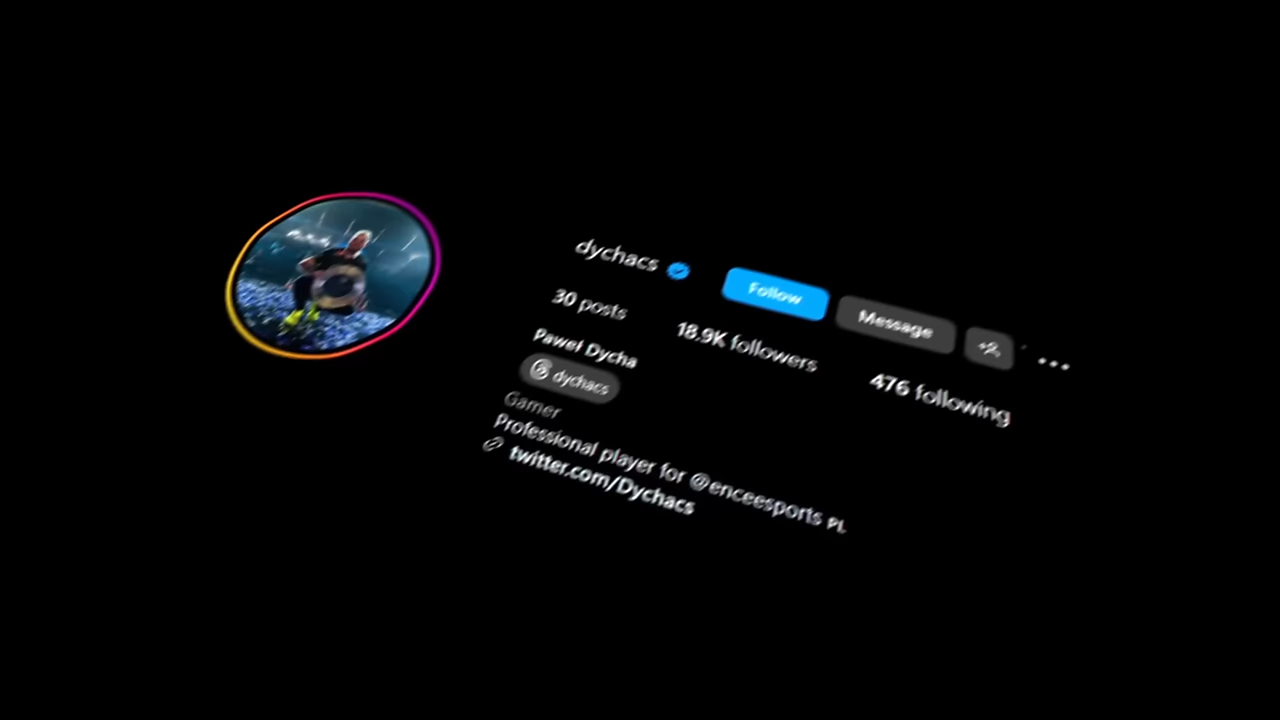 dychacs Follow Message
30 posts 18.9K followers 476 following
Paweł Dycha
dychacs
Gamer
Professional player for @enceesports PL
twitter.com/Dychacs